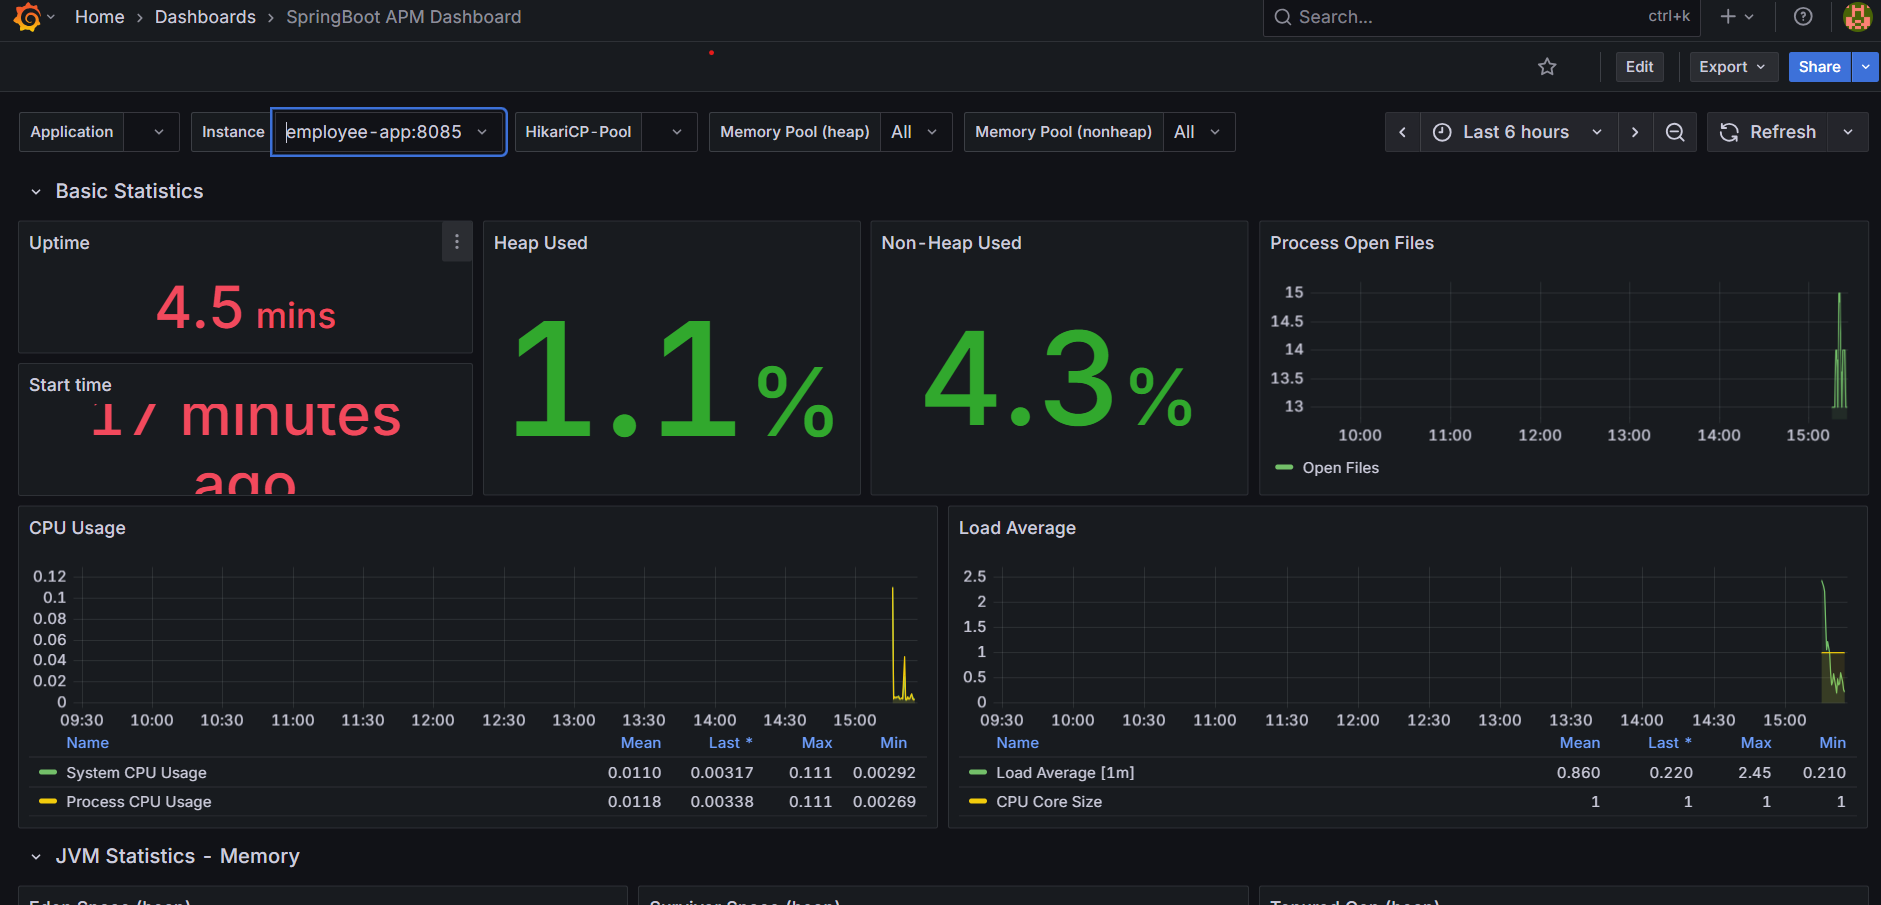 Home › Dashboards › SpringBoot APM Dashboard
Search... ctrl+k
Edit Export Share
Application Instance employee-app:8085 HikariCP-Pool Memory Pool (heap) All Memory Pool (nonheap) All Last 6 hours Refresh
Basic Statistics
Uptime
4.5 mins
Start time
17 minutes
ago
Heap Used
1.1%
Non-Heap Used
4.3%
Process Open Files
15
14.5
14
13.5
13
10:00 11:00 12:00 13:00 14:00 15:00
Open Files
CPU Usage
0.12
0.1
0.08
0.06
0.04
0.02
0
09:30 10:00 10:30 11:00 11:30 12:00 12:30 13:00 13:30 14:00 14:30 15:00
Name Mean Last * Max Min
System CPU Usage 0.0110 0.00317 0.111 0.00292
Process CPU Usage 0.0118 0.00338 0.111 0.00269
Load Average
2.5
2
1.5
1
0.5
0
09:30 10:00 10:30 11:00 11:30 12:00 12:30 13:00 13:30 14:00 14:30 15:00
Name Mean Last * Max Min
Load Average [1m] 0.860 0.220 2.45 0.210
CPU Core Size 1 1 1 1
JVM Statistics - Memory
Eden Space (heap) Survivor Space (heap) Tenured Gen (heap)